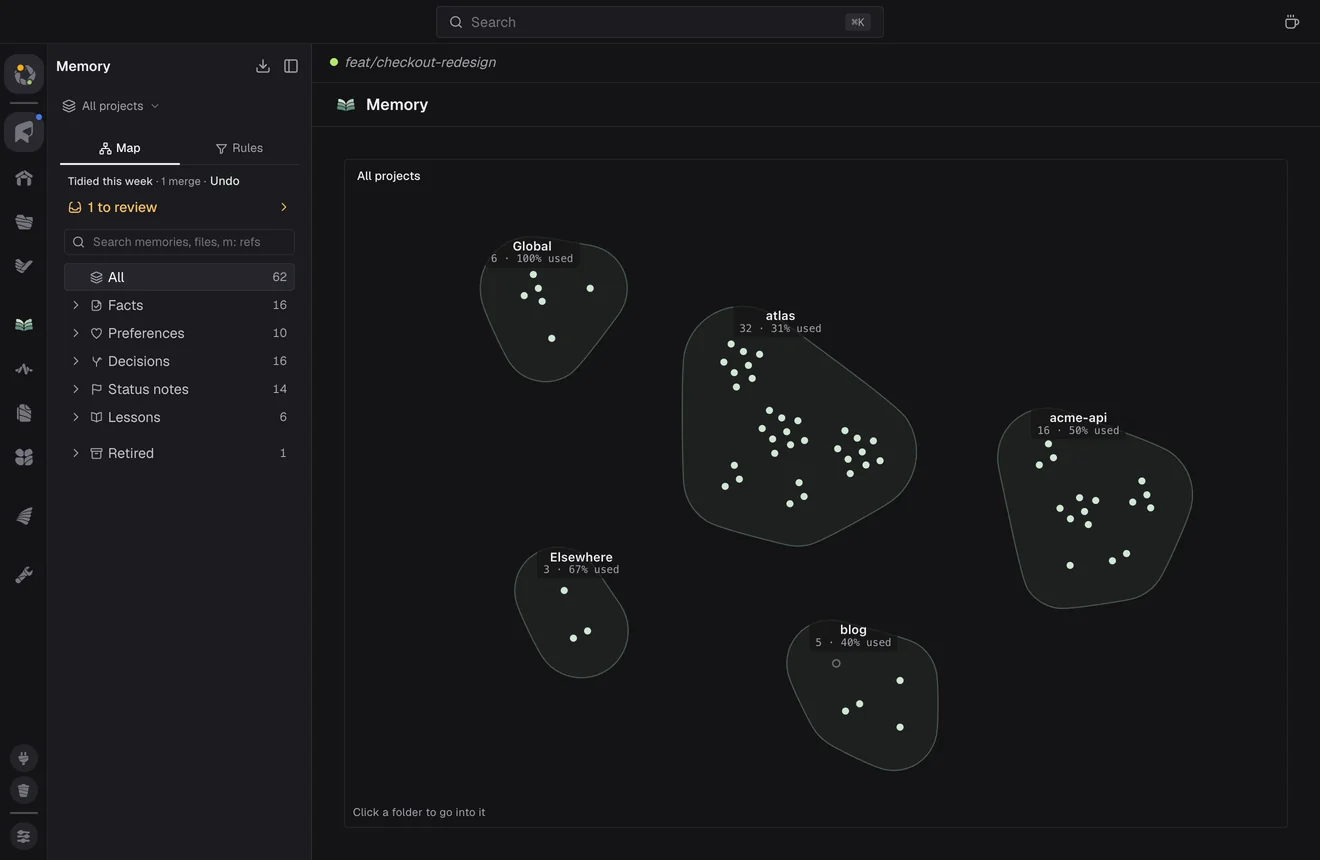 Search
⌘K
Memory
All projects
Map
Rules
Tidied this week · 1 merge · Undo
1 to review
Search memories, files, m: refs
All 62
Facts 16
Preferences 10
Decisions 16
Status notes 14
Lessons 6
Retired 1
feat/checkout-redesign
Memory
All projects
Global
6 · 100% used
atlas
32 · 31% used
acme-api
16 · 50% used
Elsewhere
3 · 67% used
blog
5 · 40% used
Click a folder to go into it